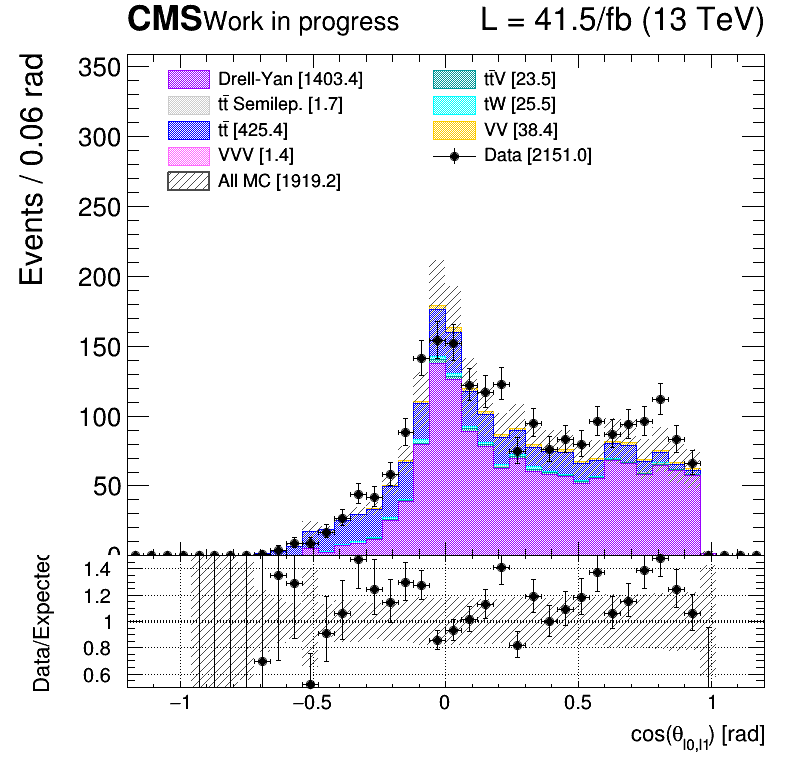 CMS Work in progress L = 41.5/fb (13 TeV)
Events / 0.06 rad
350
300
250
200
150
100
50
0
Drell-Yan [1403.4]
tt̄ Semilep. [1.7]
tt̄ [425.4]
VVV [1.4]
All MC [1919.2]
tt̄V [23.5]
tW [25.5]
VV [38.4]
Data [2151.0]
Data/Expected
1.4
1.2
1
0.8
0.6
−1 −0.5 0 0.5 1
cos(θ_l0,l1) [rad]